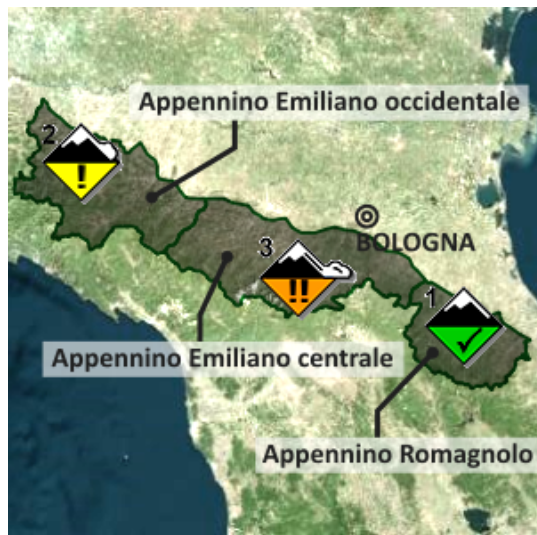 Appennino Emiliano occidentale
2
!
BOLOGNA
3
!!
1
Appennino Emiliano centrale
Appennino Romagnolo